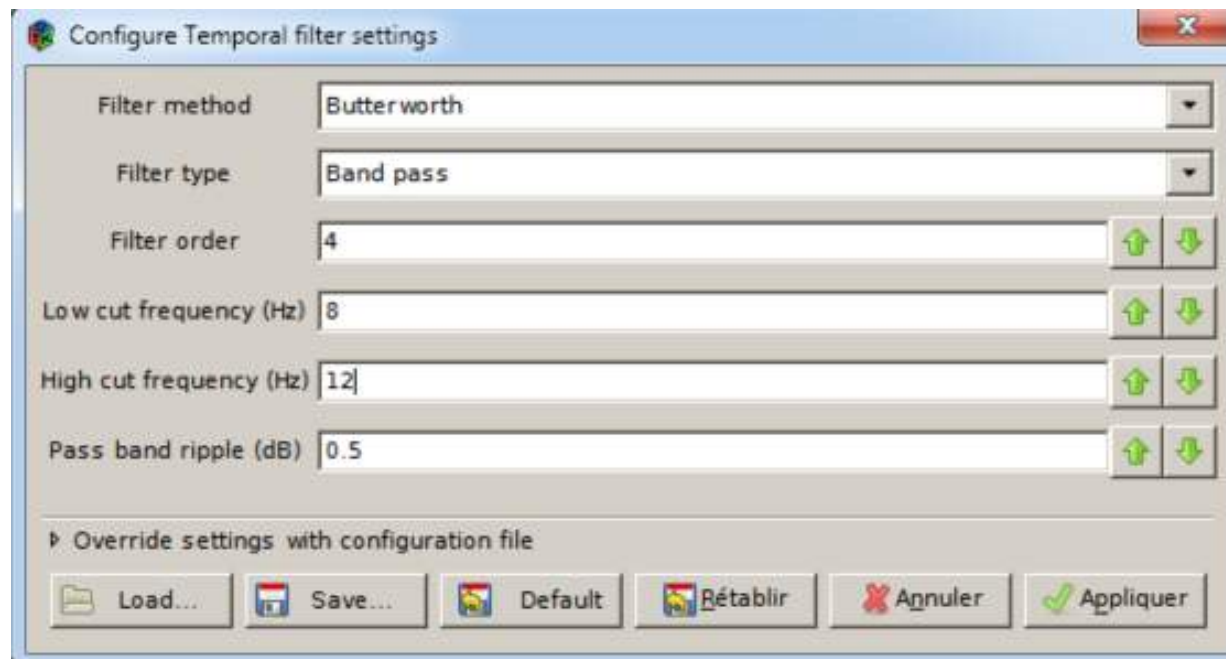 Configure Temporal filter settings
Filter method Butterworth
Filter type Band pass
Filter order 4
Low cut frequency (Hz) 8
High cut frequency (Hz) 12
Pass band ripple (dB) 0.5
Override settings with configuration file
Load... Save... Default Rétablir Annuler Appliquer